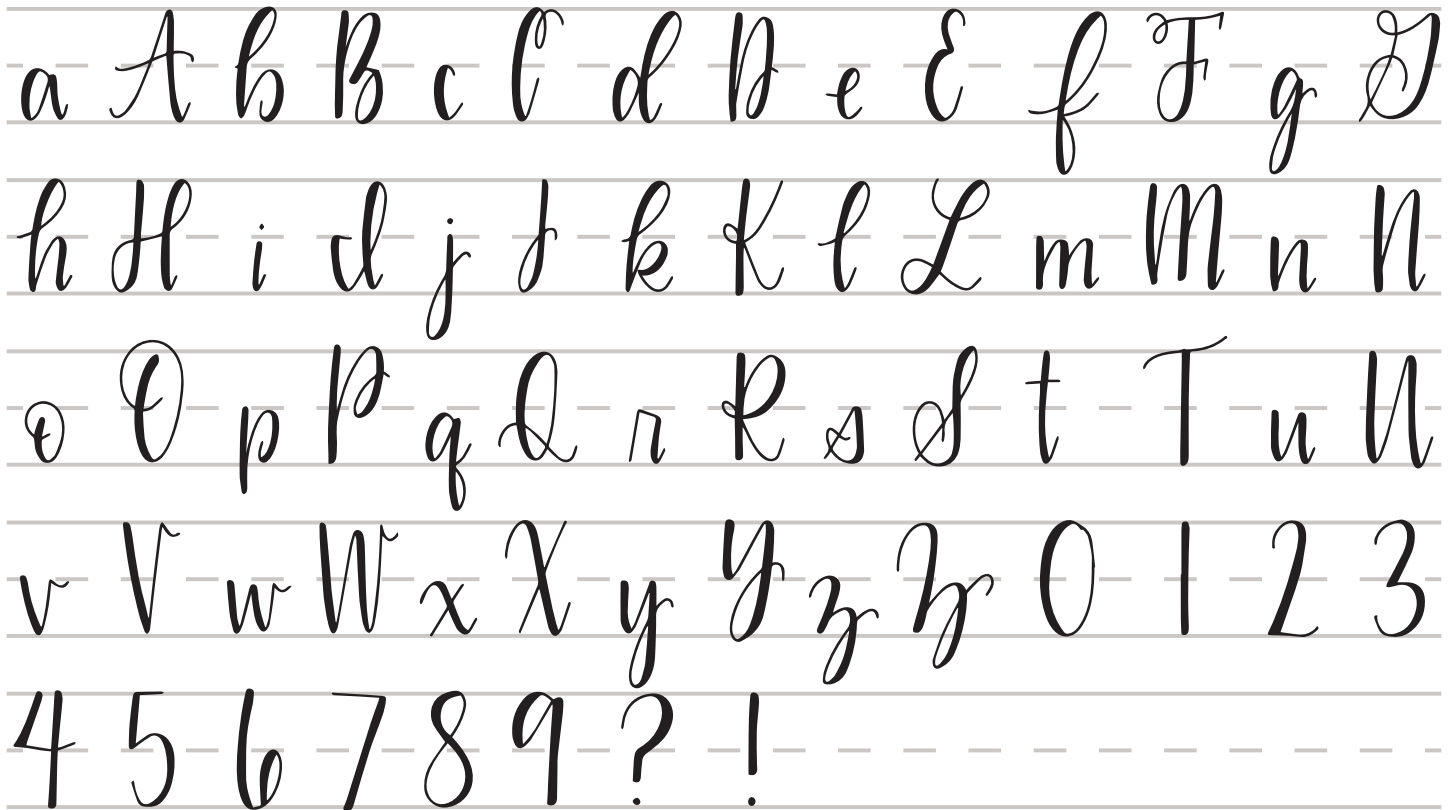 a A b B c C d D e E f F g G
h H i I j J k K l L m M n N
o O p P q Q r R s S t T u U
v V w W x X y Y z Z 0 1 2 3
4 5 6 7 8 9 ? !